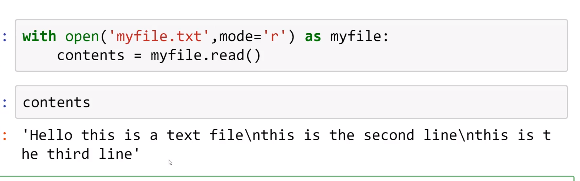 : with open('myfile.txt',mode='r') as myfile:
    contents = myfile.read()
: contents
: 'Hello this is a text file\nthis is the second line\nthis is t
he third line'